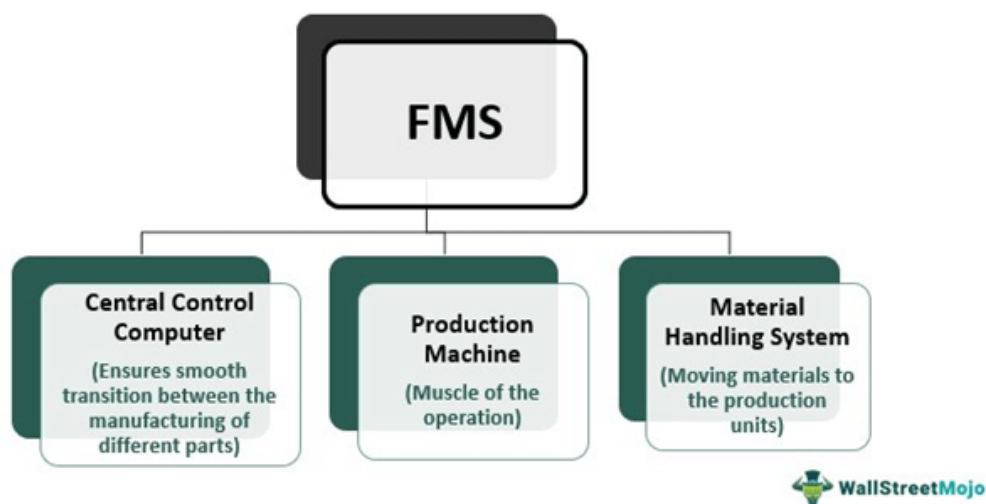 FMS
Central Control
Computer
(Ensures smooth
transition between the
manufacturing of
different parts)
Production
Machine
(Muscle of the
operation)
Material
Handling System
(Moving materials to
the production
units)
WallStreetMojo